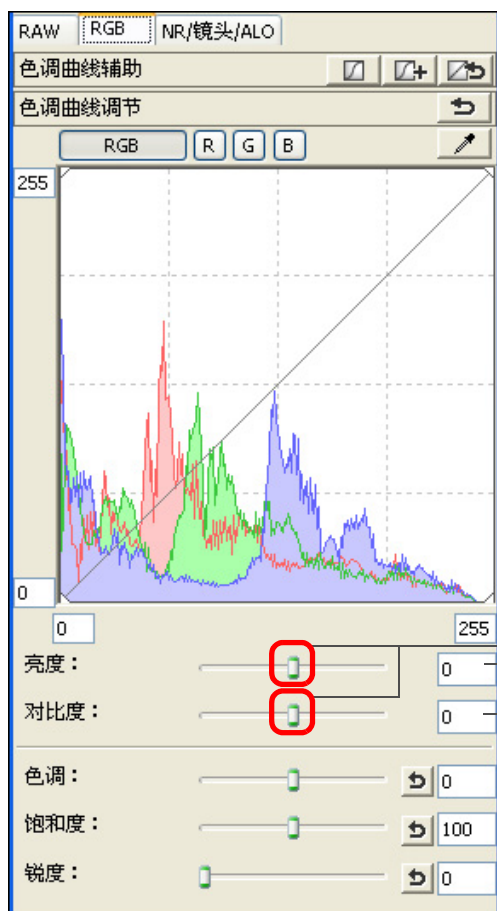 RAW RGB NR/镜头/ALO
色调曲线辅助
色调曲线调节
RGB R G B
255
0
0 255
亮度： 0
对比度： 0
色调： 0
饱和度： 100
锐度： 0